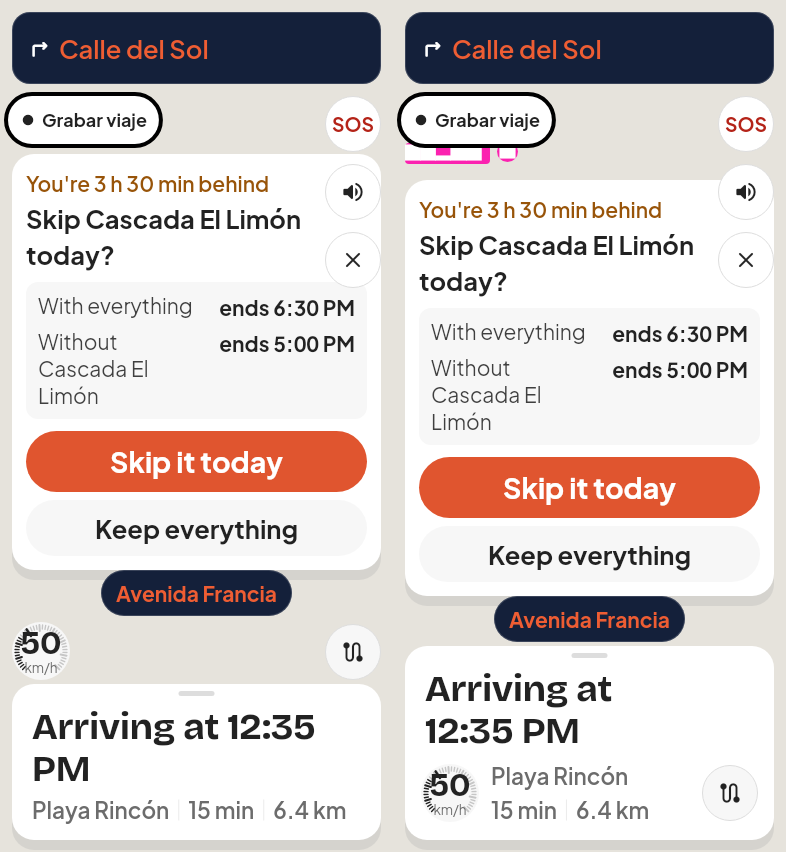 Calle del Sol
Grabar viaje
SOS
You're 3 h 30 min behind
Skip Cascada El Limón
today?
With everything ends 6:30 PM
Without ends 5:00 PM
Cascada El
Limón
Skip it today
Keep everything
Avenida Francia
50
km/h
Arriving at 12:35
PM
Playa Rincón 15 min 6.4 km
Calle del Sol
Grabar viaje
SOS
You're 3 h 30 min behind
Skip Cascada El Limón
today?
With everything ends 6:30 PM
Without ends 5:00 PM
Cascada El
Limón
Skip it today
Keep everything
Avenida Francia
Arriving at
12:35 PM
50
km/h
Playa Rincón
15 min 6.4 km